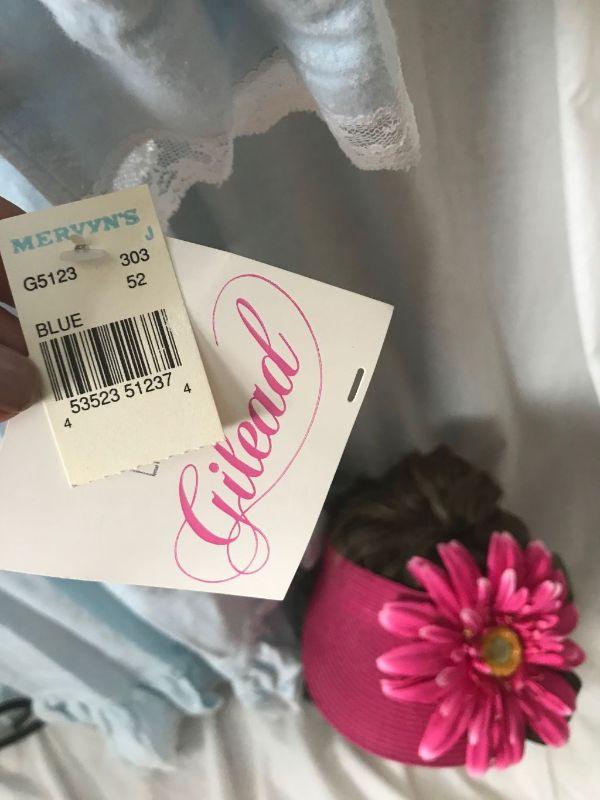 MERVYN'S
J
G5123 303
52
BLUE
4 53523 51237 4
Gilead